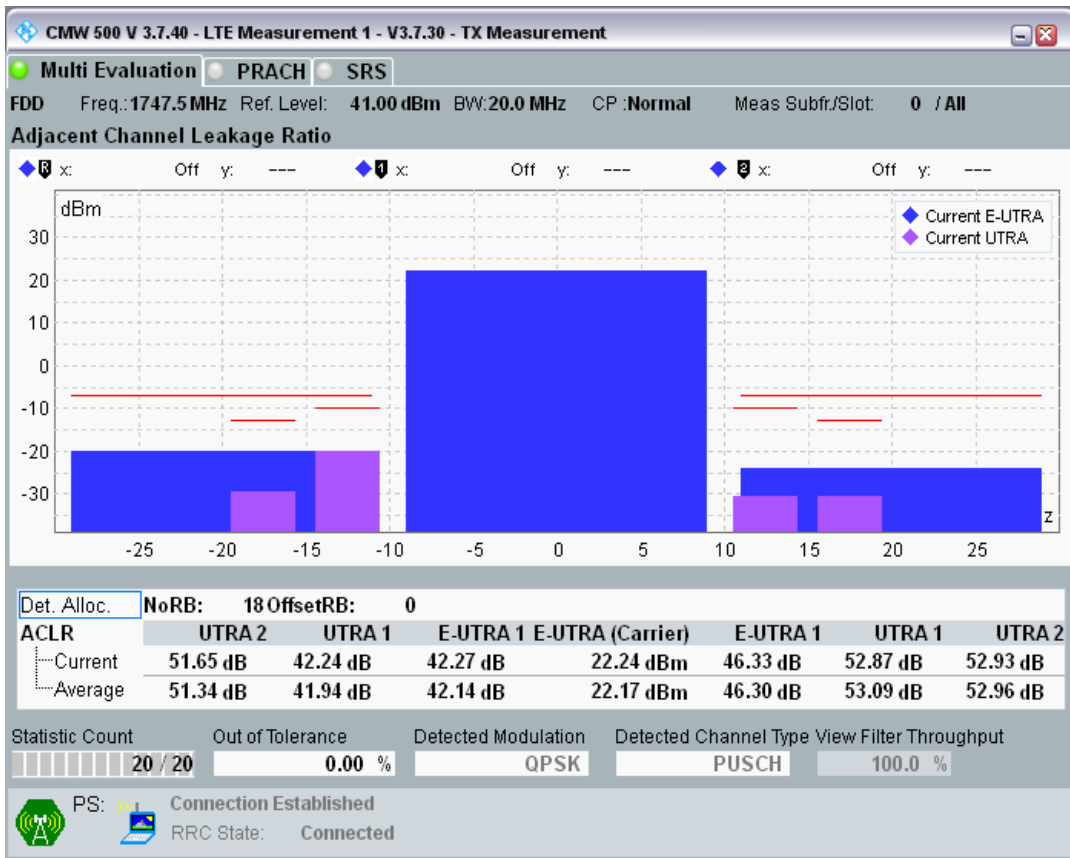 CMW 500 V 3.7.40 - LTE Measurement 1 - V3.7.30 - TX Measurement
Multi Evaluation PRACH SRS
FDD Freq.:1747.5 MHz Ref. Level: 41.00 dBm BW:20.0 MHz CP :Normal Meas Subfr./Slot: 0 / All
Adjacent Channel Leakage Ratio
R x: Off y: --- 1 x: Off y: --- 2 x: Off y: ---
dBm
Current E-UTRA
Current UTRA
30
20
10
0
-10
-20
-30
z
-25 -20 -15 -10 -5 0 5 10 15 20 25
Det. Alloc. NoRB: 18 OffsetRB: 0
ACLR UTRA 2 UTRA 1 E-UTRA 1 E-UTRA (Carrier) E-UTRA 1 UTRA 1 UTRA 2
Current 51.65 dB 42.24 dB 42.27 dB 22.24 dBm 46.33 dB 52.87 dB 52.93 dB
Average 51.34 dB 41.94 dB 42.14 dB 22.17 dBm 46.30 dB 53.09 dB 52.96 dB
Statistic Count Out of Tolerance Detected Modulation Detected Channel Type View Filter Throughput
20 / 20 0.00 % QPSK PUSCH 100.0 %
PS: Connection Established
RRC State: Connected